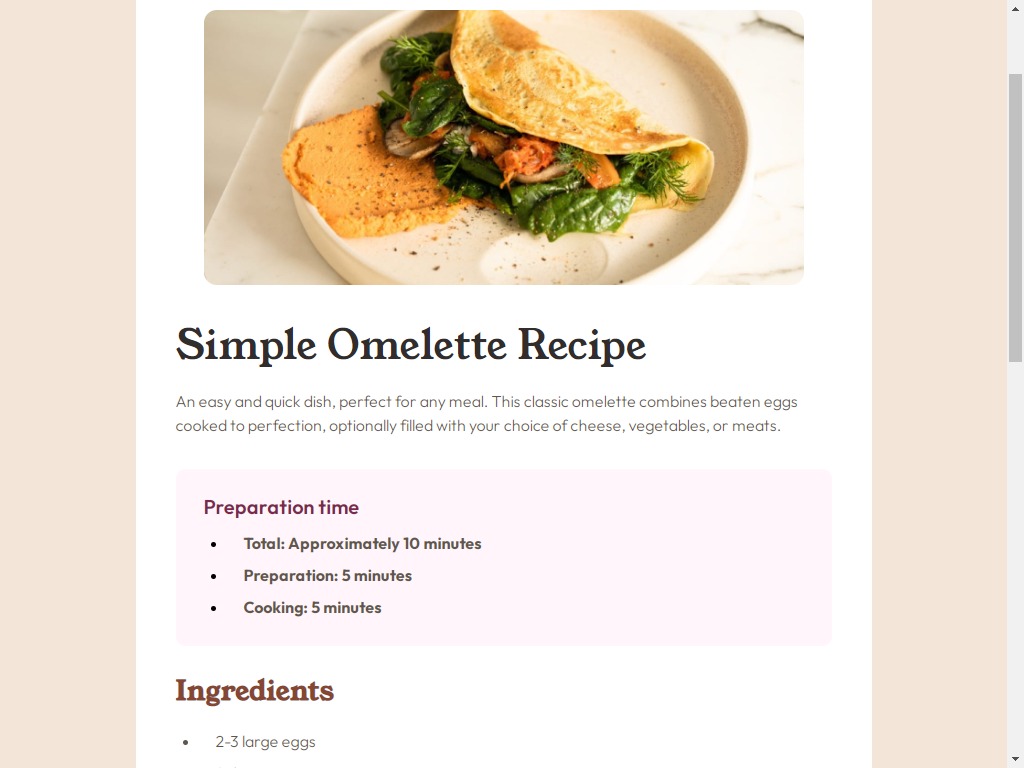 Simple Omelette Recipe
An easy and quick dish, perfect for any meal. This classic omelette combines beaten eggs
cooked to perfection, optionally filled with your choice of cheese, vegetables, or meats.
Preparation time
Total: Approximately 10 minutes
Preparation: 5 minutes
Cooking: 5 minutes
Ingredients
2-3 large eggs